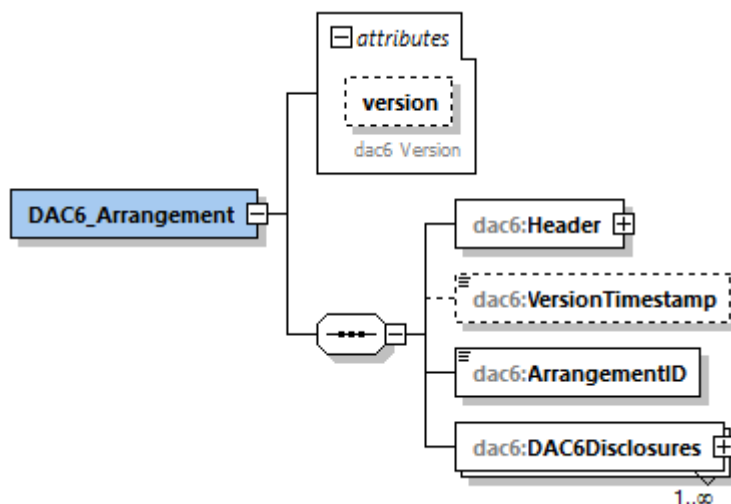 attributes
version
dac6 Version
DAC6_Arrangement
dac6:Header
dac6:VersionTimestamp
dac6:ArrangementID
dac6:DAC6Disclosures
1..∞